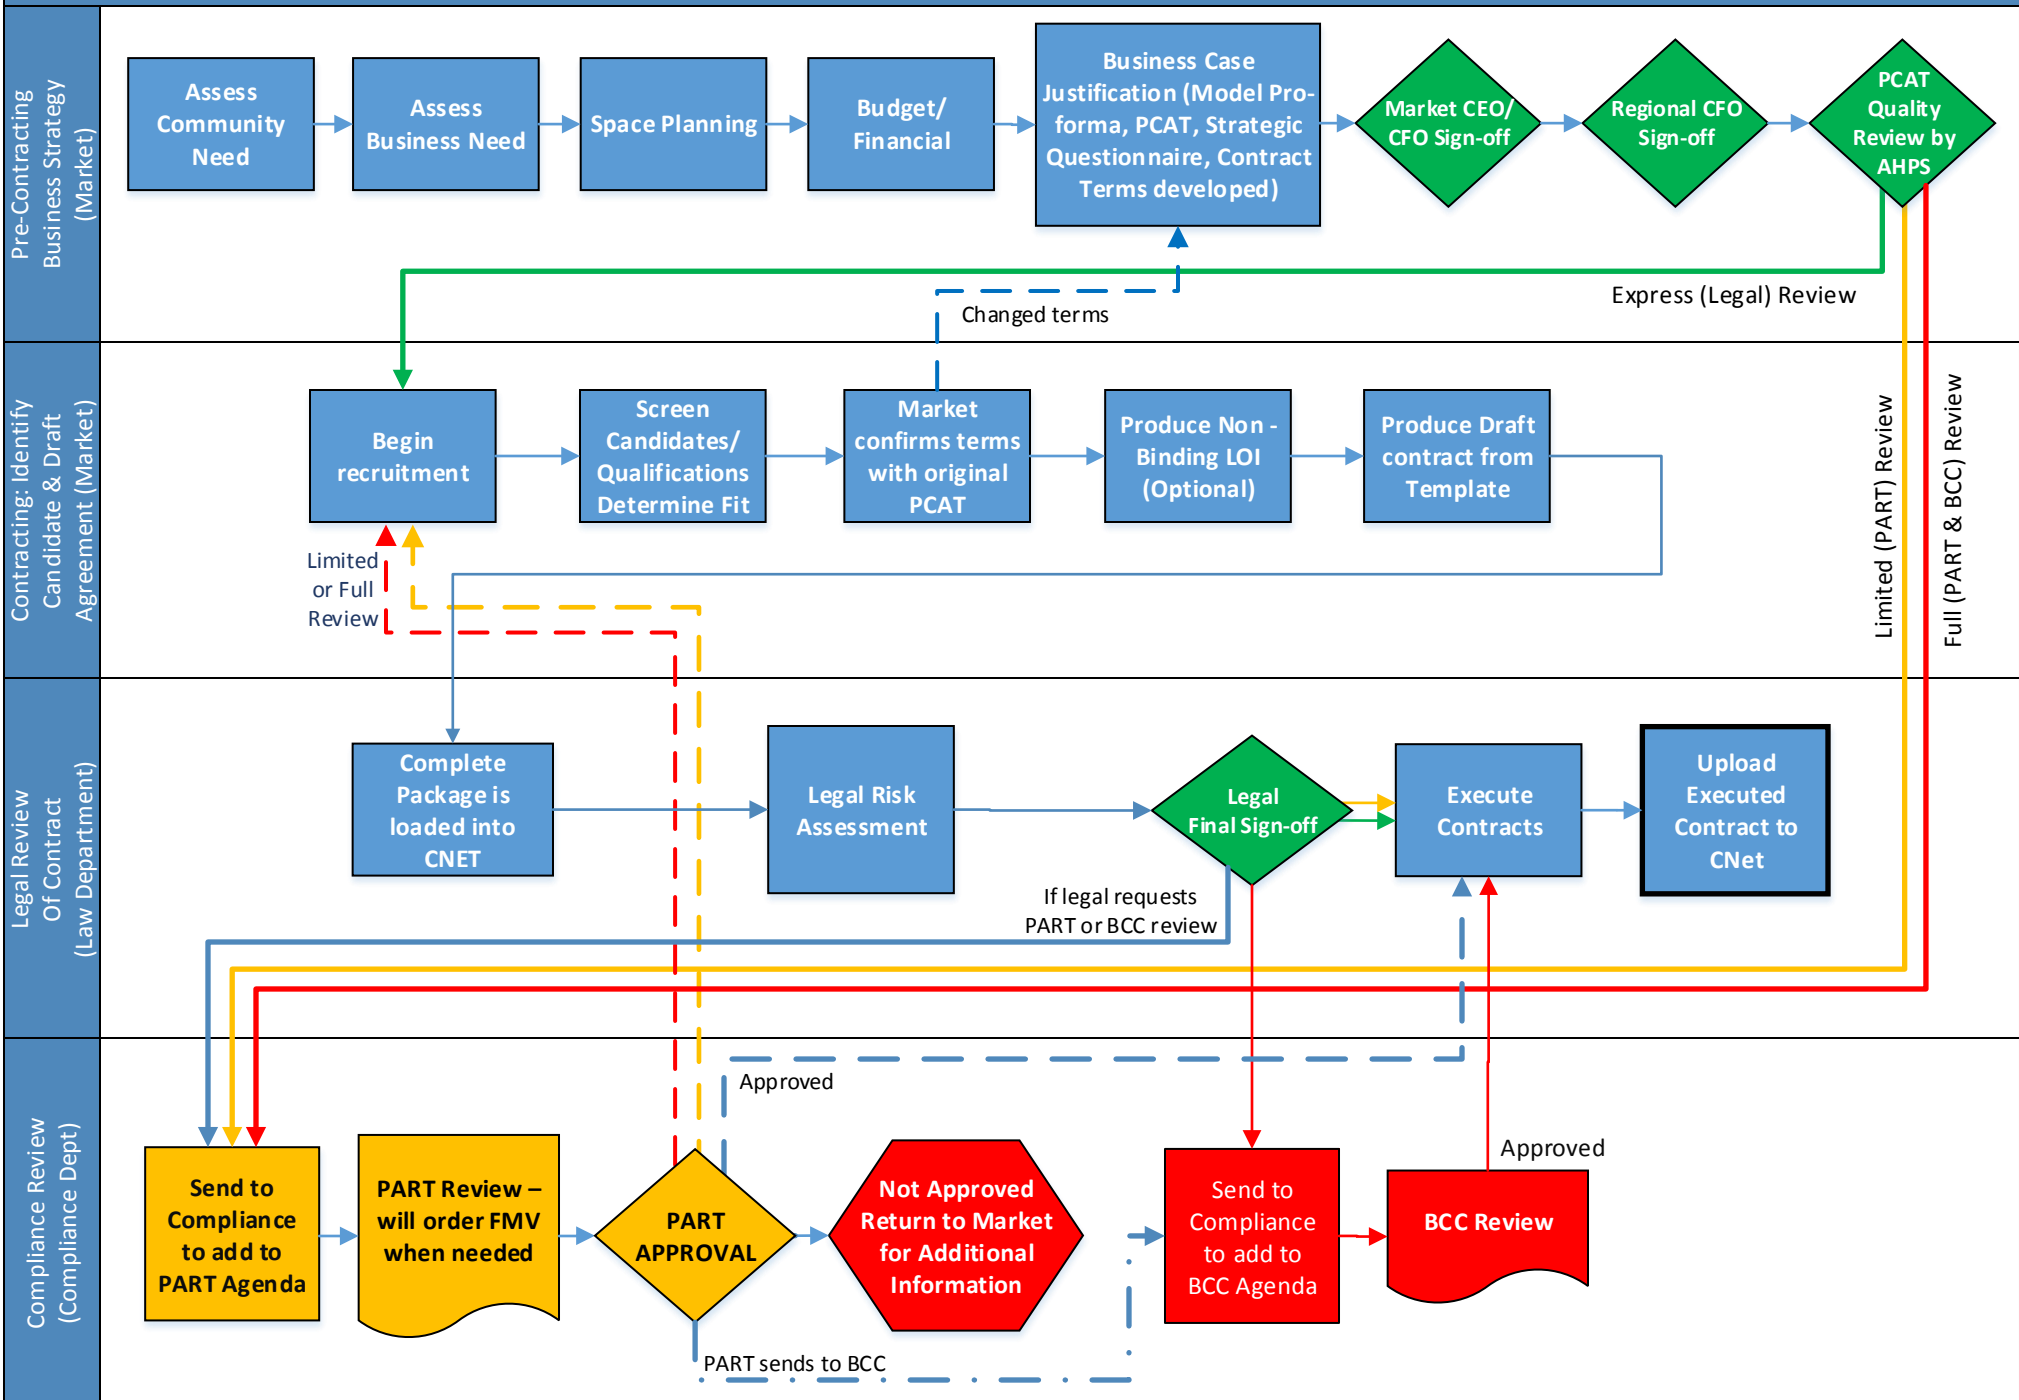 Pre-Contracting
Business Strategy
(Market)
Assess
Community
Need
Assess
Business Need
Space Planning
Budget/
Financial
Business Case
Justification (Model Pro-
forma, PCAT, Strategic
Questionnaire, Contract
Terms developed)
Market CEO/
CFO Sign-off
Regional CFO
Sign-off
PCAT
Quality
Review by
AHPS
Express (Legal) Review
Changed terms
Contracting: Identify
Candidate & Draft
Agreement (Market)
Begin
recruitment
Screen
Candidates/
Qualifications
Determine Fit
Market
confirms terms
with original
PCAT
Produce Non -
Binding LOI
(Optional)
Produce Draft
contract from
Template
Limited (PART) Review
Full (PART & BCC) Review
Limited
or Full
Review
Legal Review
Of Contract
(Law Department)
Complete
Package is
loaded into
CNET
Legal Risk
Assessment
Legal
Final Sign-off
Execute
Contracts
Upload
Executed
Contract to
CNet
If legal requests
PART or BCC review
Compliance Review
(Compliance Dept)
Approved
Send to
Compliance
to add to
PART Agenda
PART Review –
will order FMV
when needed
PART
APPROVAL
Not Approved
Return to Market
for Additional
Information
Send to
Compliance
to add to
BCC Agenda
Approved
BCC Review
PART sends to BCC